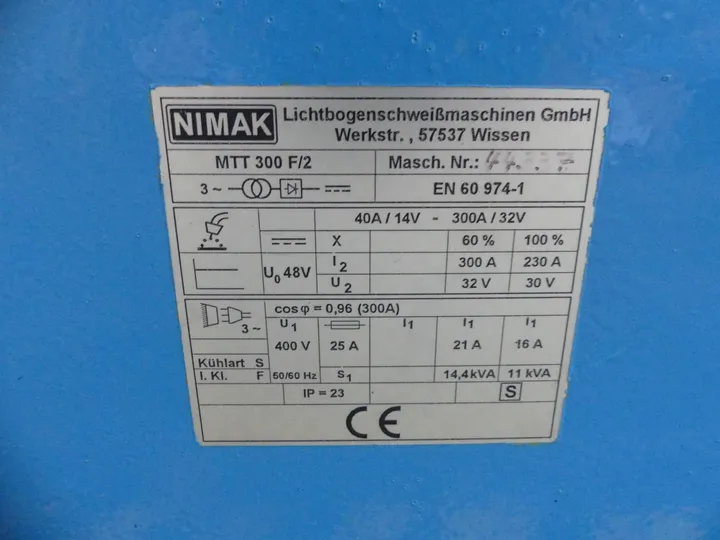 NIMAK Lichtbogenschweißmaschinen GmbH
Werkstr. , 57537 Wissen
MTT 300 F/2 Masch. Nr.:
3 ~ EN 60 974-1
40A / 14V - 300A / 32V
X 60 % 100 %
U0 48V I2 300 A 230 A
U2 32 V 30 V
3 ~ cos φ = 0,96 (300A)
U1 I1 I1 I1
400 V 25 A 21 A 16 A
Kühlart S
I. Kl. F 50/60 Hz S1 14,4kVA 11 kVA
IP = 23 S
CE